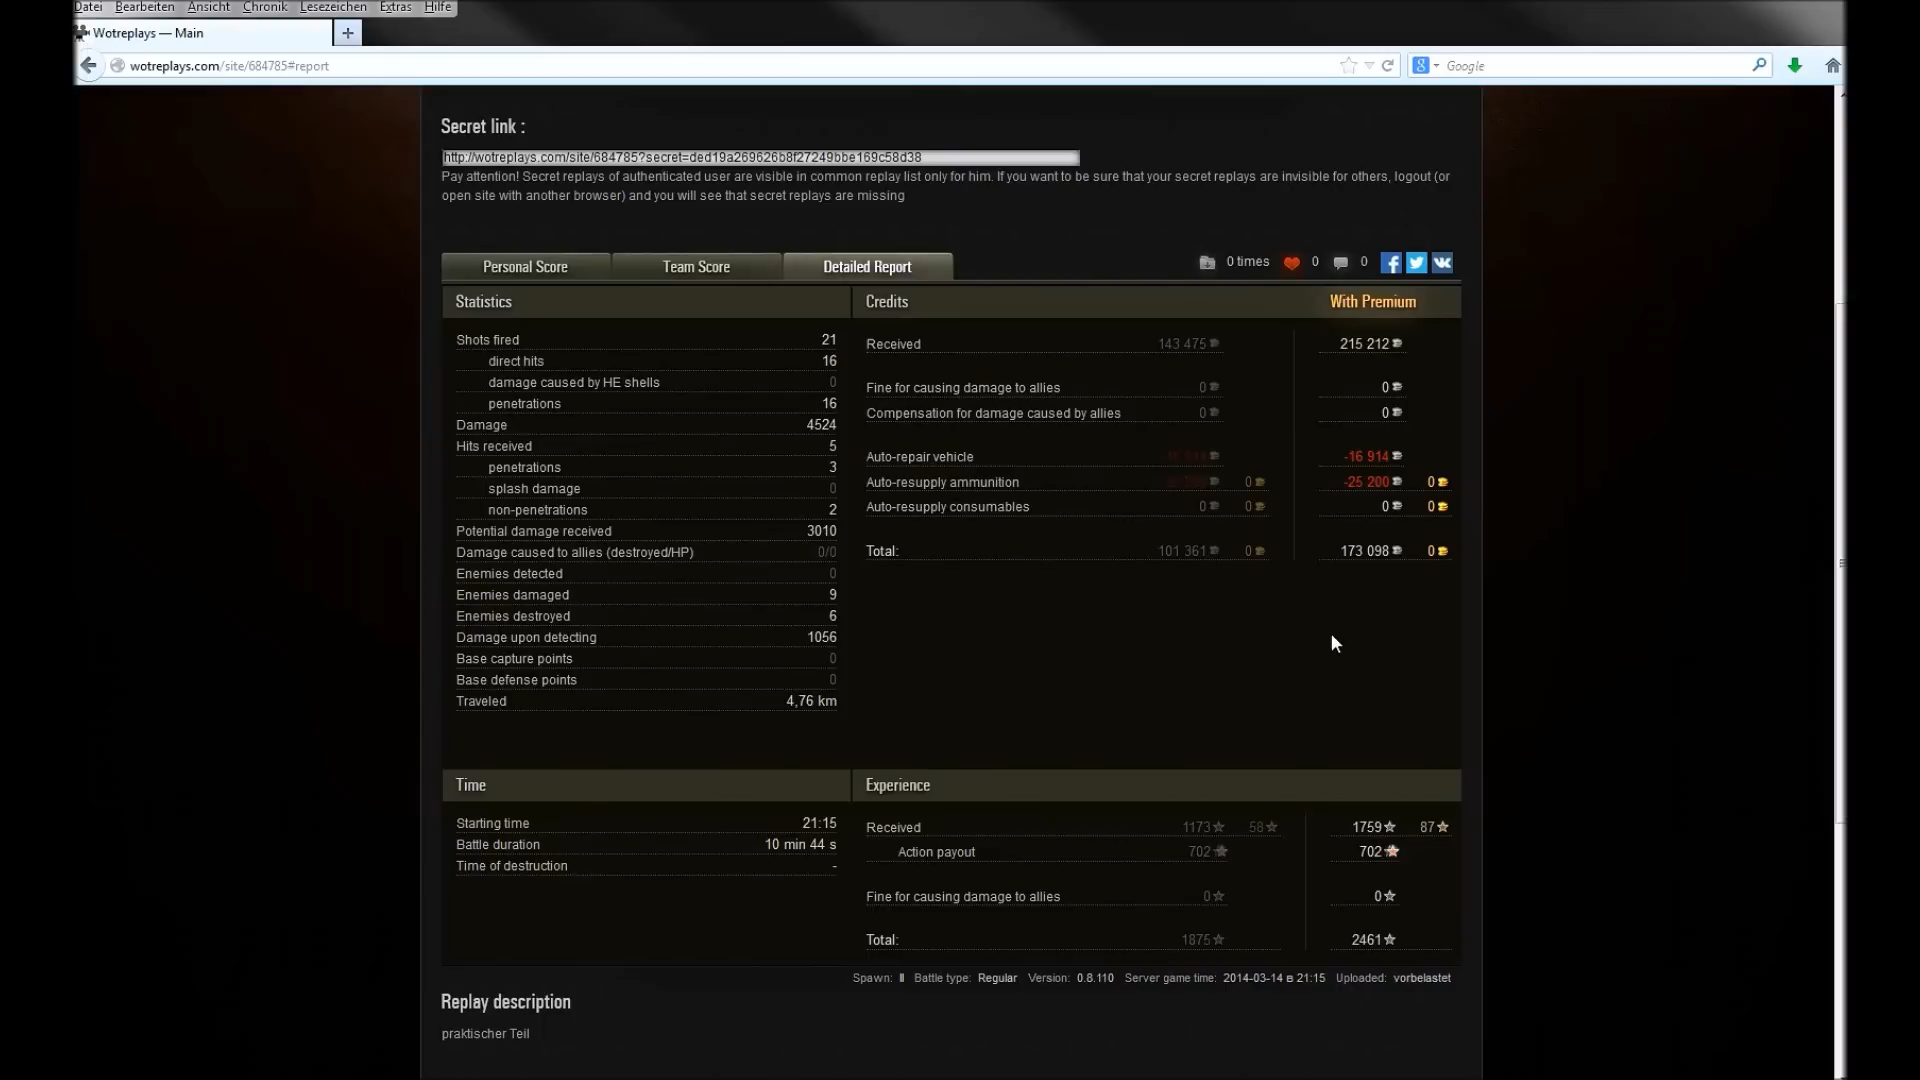 Datei Bearbeiten Ansicht Chronik Lesezeichen Extras Hilfe
Wotreplays — Main
wotreplays.com/site/684785#report
Google
Secret link :
http://wotreplays.com/site/684785?secret=ded19a269626b8f27249bbe169c58d38
Pay attention! Secret replays of authenticated user are visible in common replay list only for him. If you want to be sure that your secret replays are invisible for others, logout (or
open site with another browser) and you will see that secret replays are missing
Personal Score Team Score Detailed Report 0 times 0 0
Statistics
Shots fired 21
direct hits 16
damage caused by HE shells 0
penetrations 16
Damage 4524
Hits received 5
penetrations 3
splash damage 0
non-penetrations 2
Potential damage received 3010
Damage caused to allies (destroyed/HP) 0/0
Enemies detected 0
Enemies damaged 9
Enemies destroyed 6
Damage upon detecting 1056
Base capture points 0
Base defense points 0
Traveled 4,76 km
Credits With Premium
Received 143 475 215 212
Fine for causing damage to allies 0 0
Compensation for damage caused by allies 0 0
Auto-repair vehicle -16 914
Auto-resupply ammunition 0 -25 200 0
Auto-resupply consumables 0 0 0 0
Total: 101 361 0 173 098 0
Time
Starting time 21:15
Battle duration 10 min 44 s
Time of destruction -
Experience
Received 1173 58 1759 87
Action payout 702 702
Fine for causing damage to allies 0 0
Total: 1875 2461
Spawn: II Battle type: Regular Version: 0.8.110 Server game time: 2014-03-14 в 21:15 Uploaded: vorbelastet
Replay description
praktischer Teil